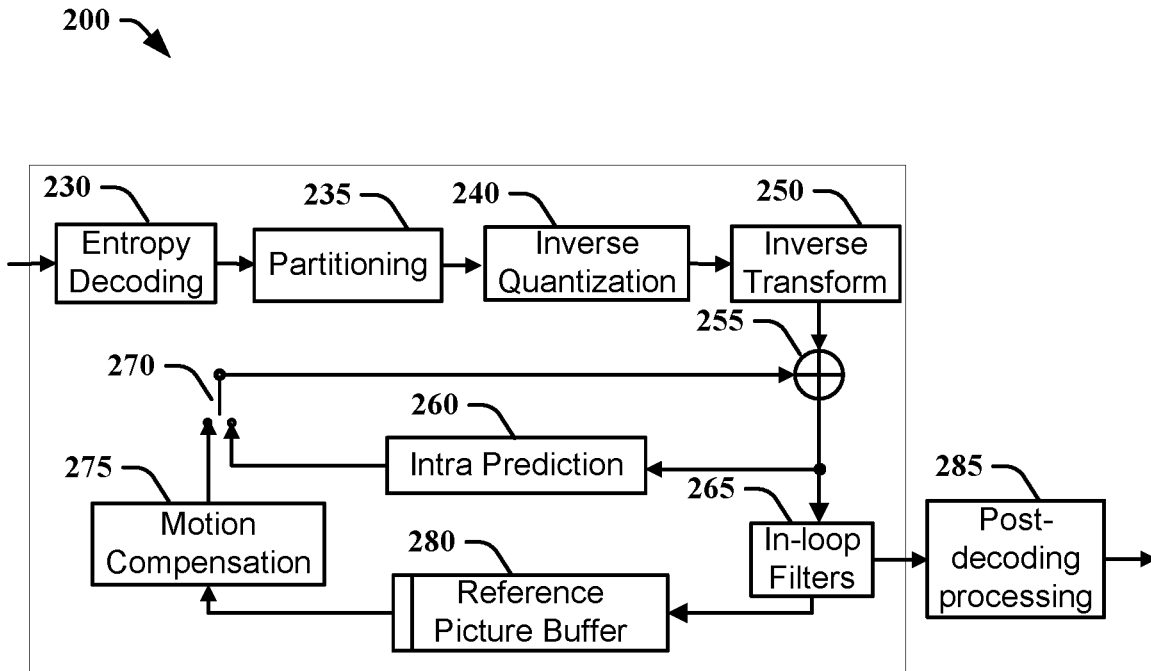 200
230
Entropy
Decoding
235
Partitioning
240
Inverse
Quantization
250
Inverse
Transform
255
270
260
Intra Prediction
275
Motion
Compensation
280
Reference
Picture Buffer
265
In-loop
Filters
285
Post-
decoding
processing